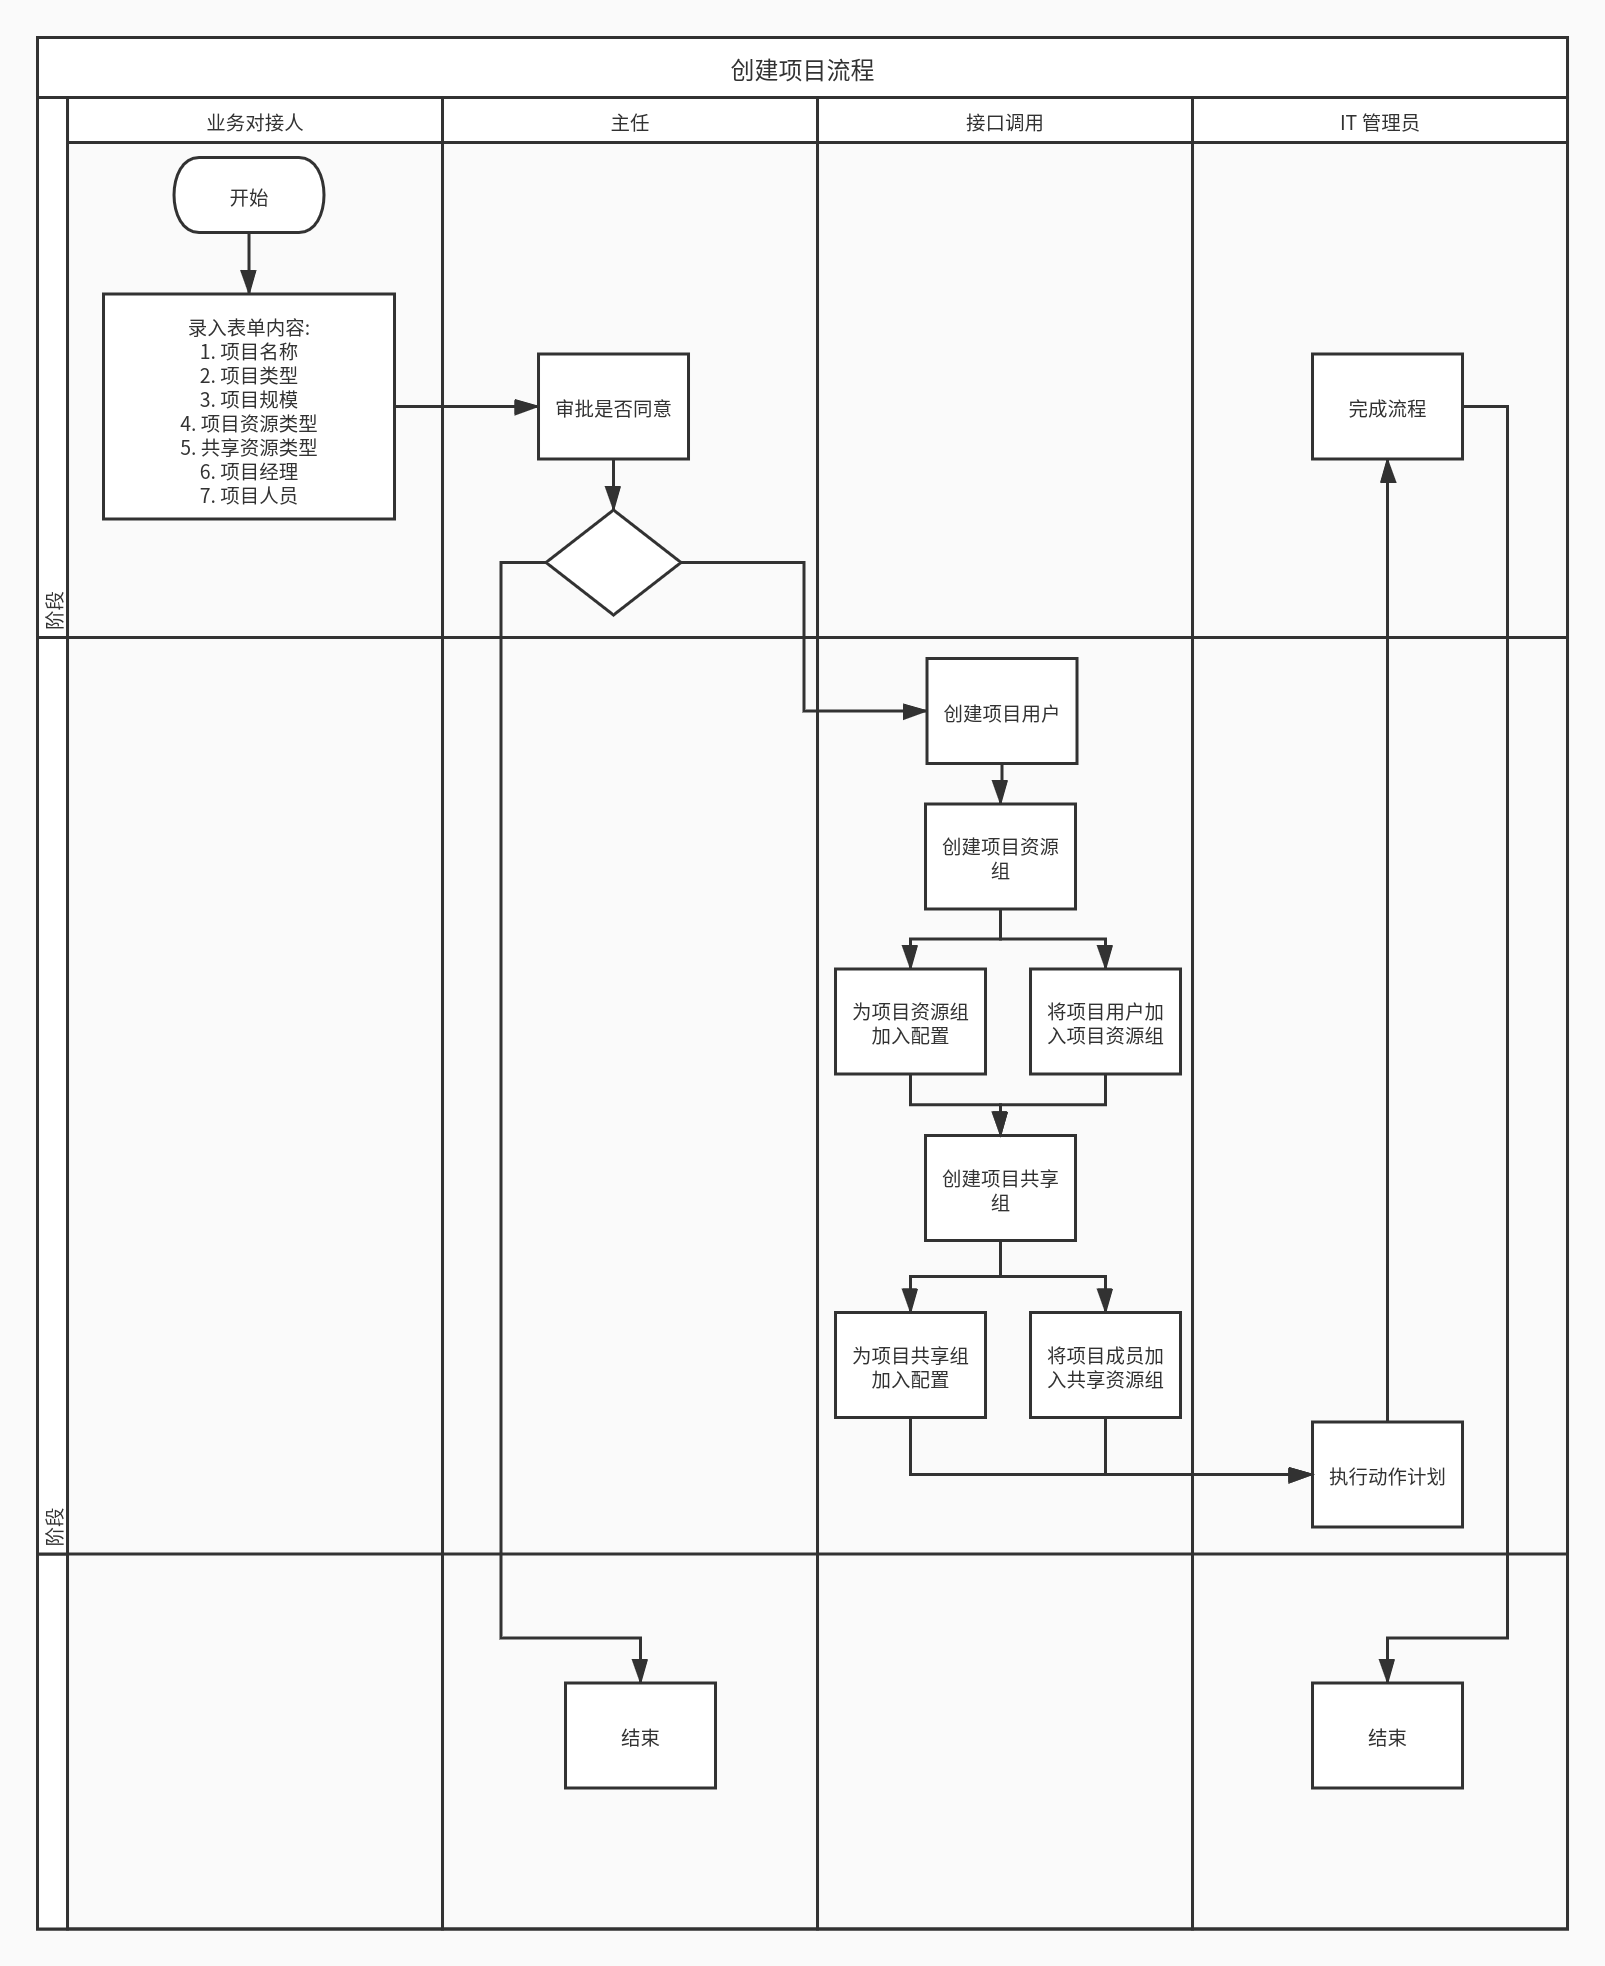 创建项目流程
业务对接人
主任
接口调用
IT 管理员
开始
录入表单内容:
1. 项目名称
2. 项目类型
3. 项目规模
4. 项目资源类型
5. 共享资源类型
6. 项目经理
7. 项目人员
审批是否同意
完成流程
阶段
创建项目用户
创建项目资源
组
为项目资源组
加入配置
将项目用户加
入项目资源组
创建项目共享
组
为项目共享组
加入配置
将项目成员加
入共享资源组
执行动作计划
阶段
结束
结束